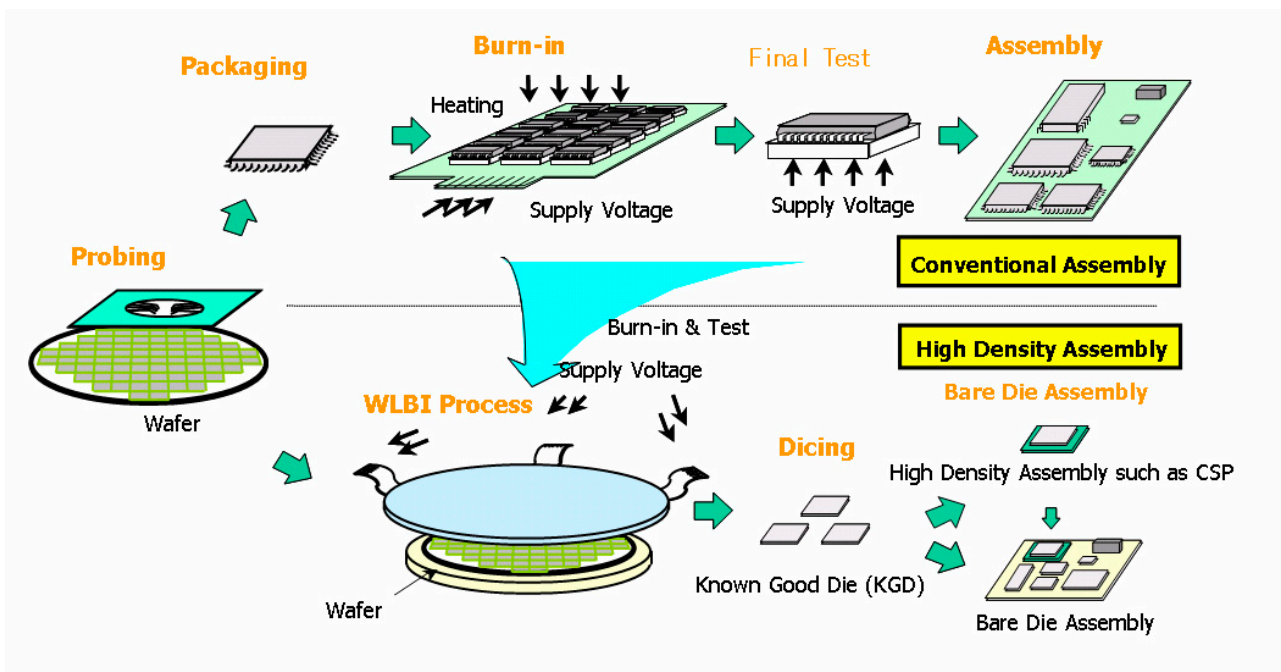 Packaging
Burn-in
Final Test
Assembly
Heating
Supply Voltage
Supply Voltage
Probing
Conventional Assembly
Wafer
Burn-in & Test
Supply Voltage
High Density Assembly
Bare Die Assembly
WLBI Process
Dicing
High Density Assembly such as CSP
Known Good Die (KGD)
Wafer
Bare Die Assembly